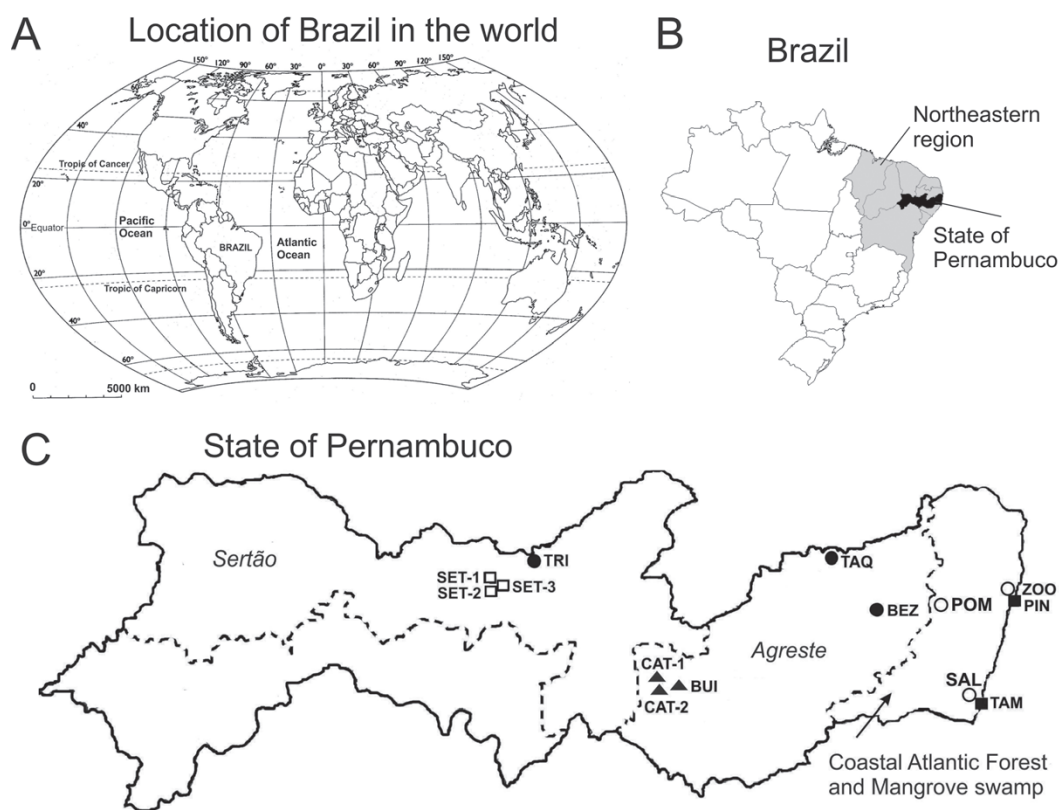 A
Location of Brazil in the world
150°
120°
90°
60°
30°
0°
30°
60°
90°
120°
150°
40°
Tropic of Cancer
20°
0°
Equator
Pacific
Ocean
BRAZIL
Atlantic
Ocean
20°
Tropic of Capricorn
40°
60°
0 5000 km
B
Brazil
Northeastern
region
State of
Pernambuco
C
State of Pernambuco
Sertão
TRI
SET-1
SET-2
SET-3
TAQ
BEZ
POM
ZOO
PIN
Agreste
CAT-1
BUI
CAT-2
SAL
TAM
Coastal Atlantic Forest
and Mangrove swamp